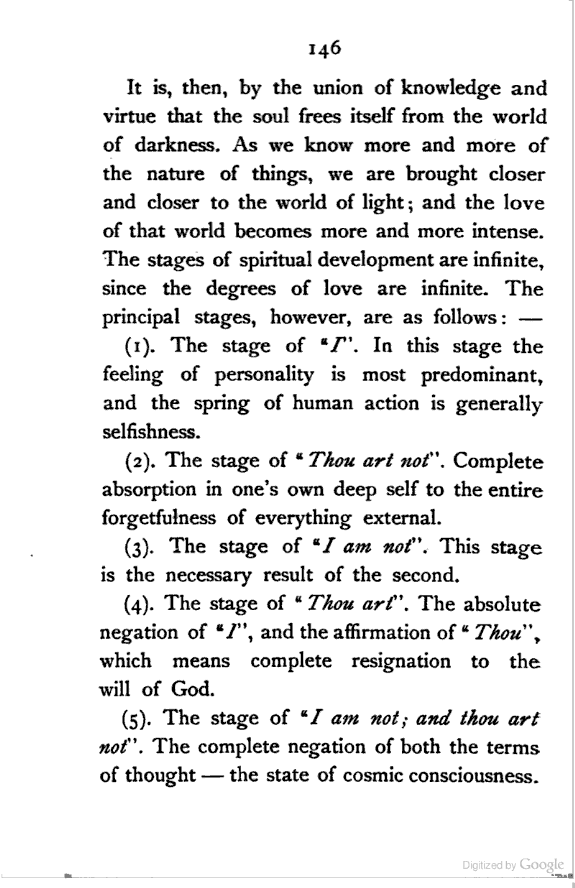 146
It is, then, by the union of knowledge and
virtue that the soul frees itself from the world
of darkness. As we know more and more of
the nature of things, we are brought closer
and closer to the world of light; and the love
of that world becomes more and more intense.
The stages of spiritual development are infinite,
since the degrees of love are infinite. The
principal stages, however, are as follows: —
(1). The stage of “I”. In this stage the
feeling of personality is most predominant,
and the spring of human action is generally
selfishness.
(2). The stage of “Thou art not”. Complete
absorption in one's own deep self to the entire
forgetfulness of everything external.
(3). The stage of “I am not”. This stage
is the necessary result of the second.
(4). The stage of “Thou art”. The absolute
negation of “I”, and the affirmation of “Thou”,
which means complete resignation to the
will of God.
(5). The stage of “I am not; and thou art
not”. The complete negation of both the terms
of thought — the state of cosmic consciousness.
Digitized by Google